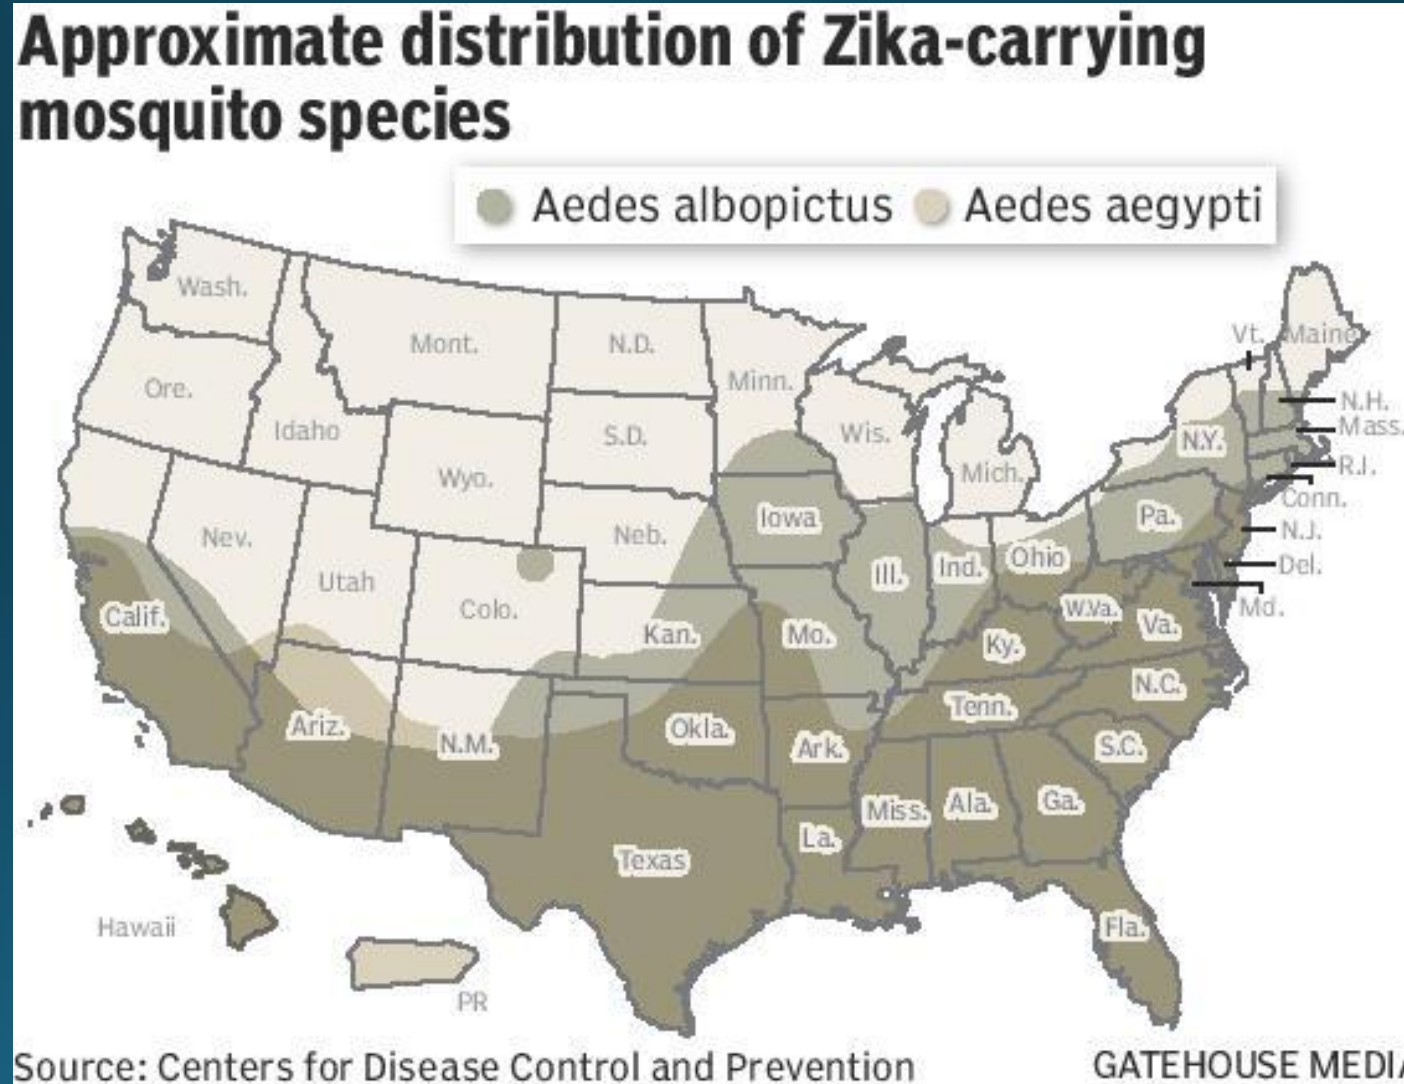 Approximate distribution of Zika-carrying
mosquito species
Aedes albopictus Aedes aegypti
Wash.
Mont.
N.D.
Minn.
Vt. Maine
Ore.
Idaho
S.D.
Wis.
Mich.
N.Y.
N.H.
Mass.
R.I.
Conn.
Wyo.
Neb.
Iowa
Pa.
N.J.
Del.
Md.
Nev.
Utah
Colo.
Ill.
Ind.
Ohio
Calif.
Kan.
Mo.
Ky.
W.Va.
Va.
Ariz.
N.M.
Okla.
Ark.
Tenn.
N.C.
S.C.
Texas
La.
Miss.
Ala.
Ga.
Fla.
Hawaii
PR
Source: Centers for Disease Control and Prevention GATEHOUSE MEDIA